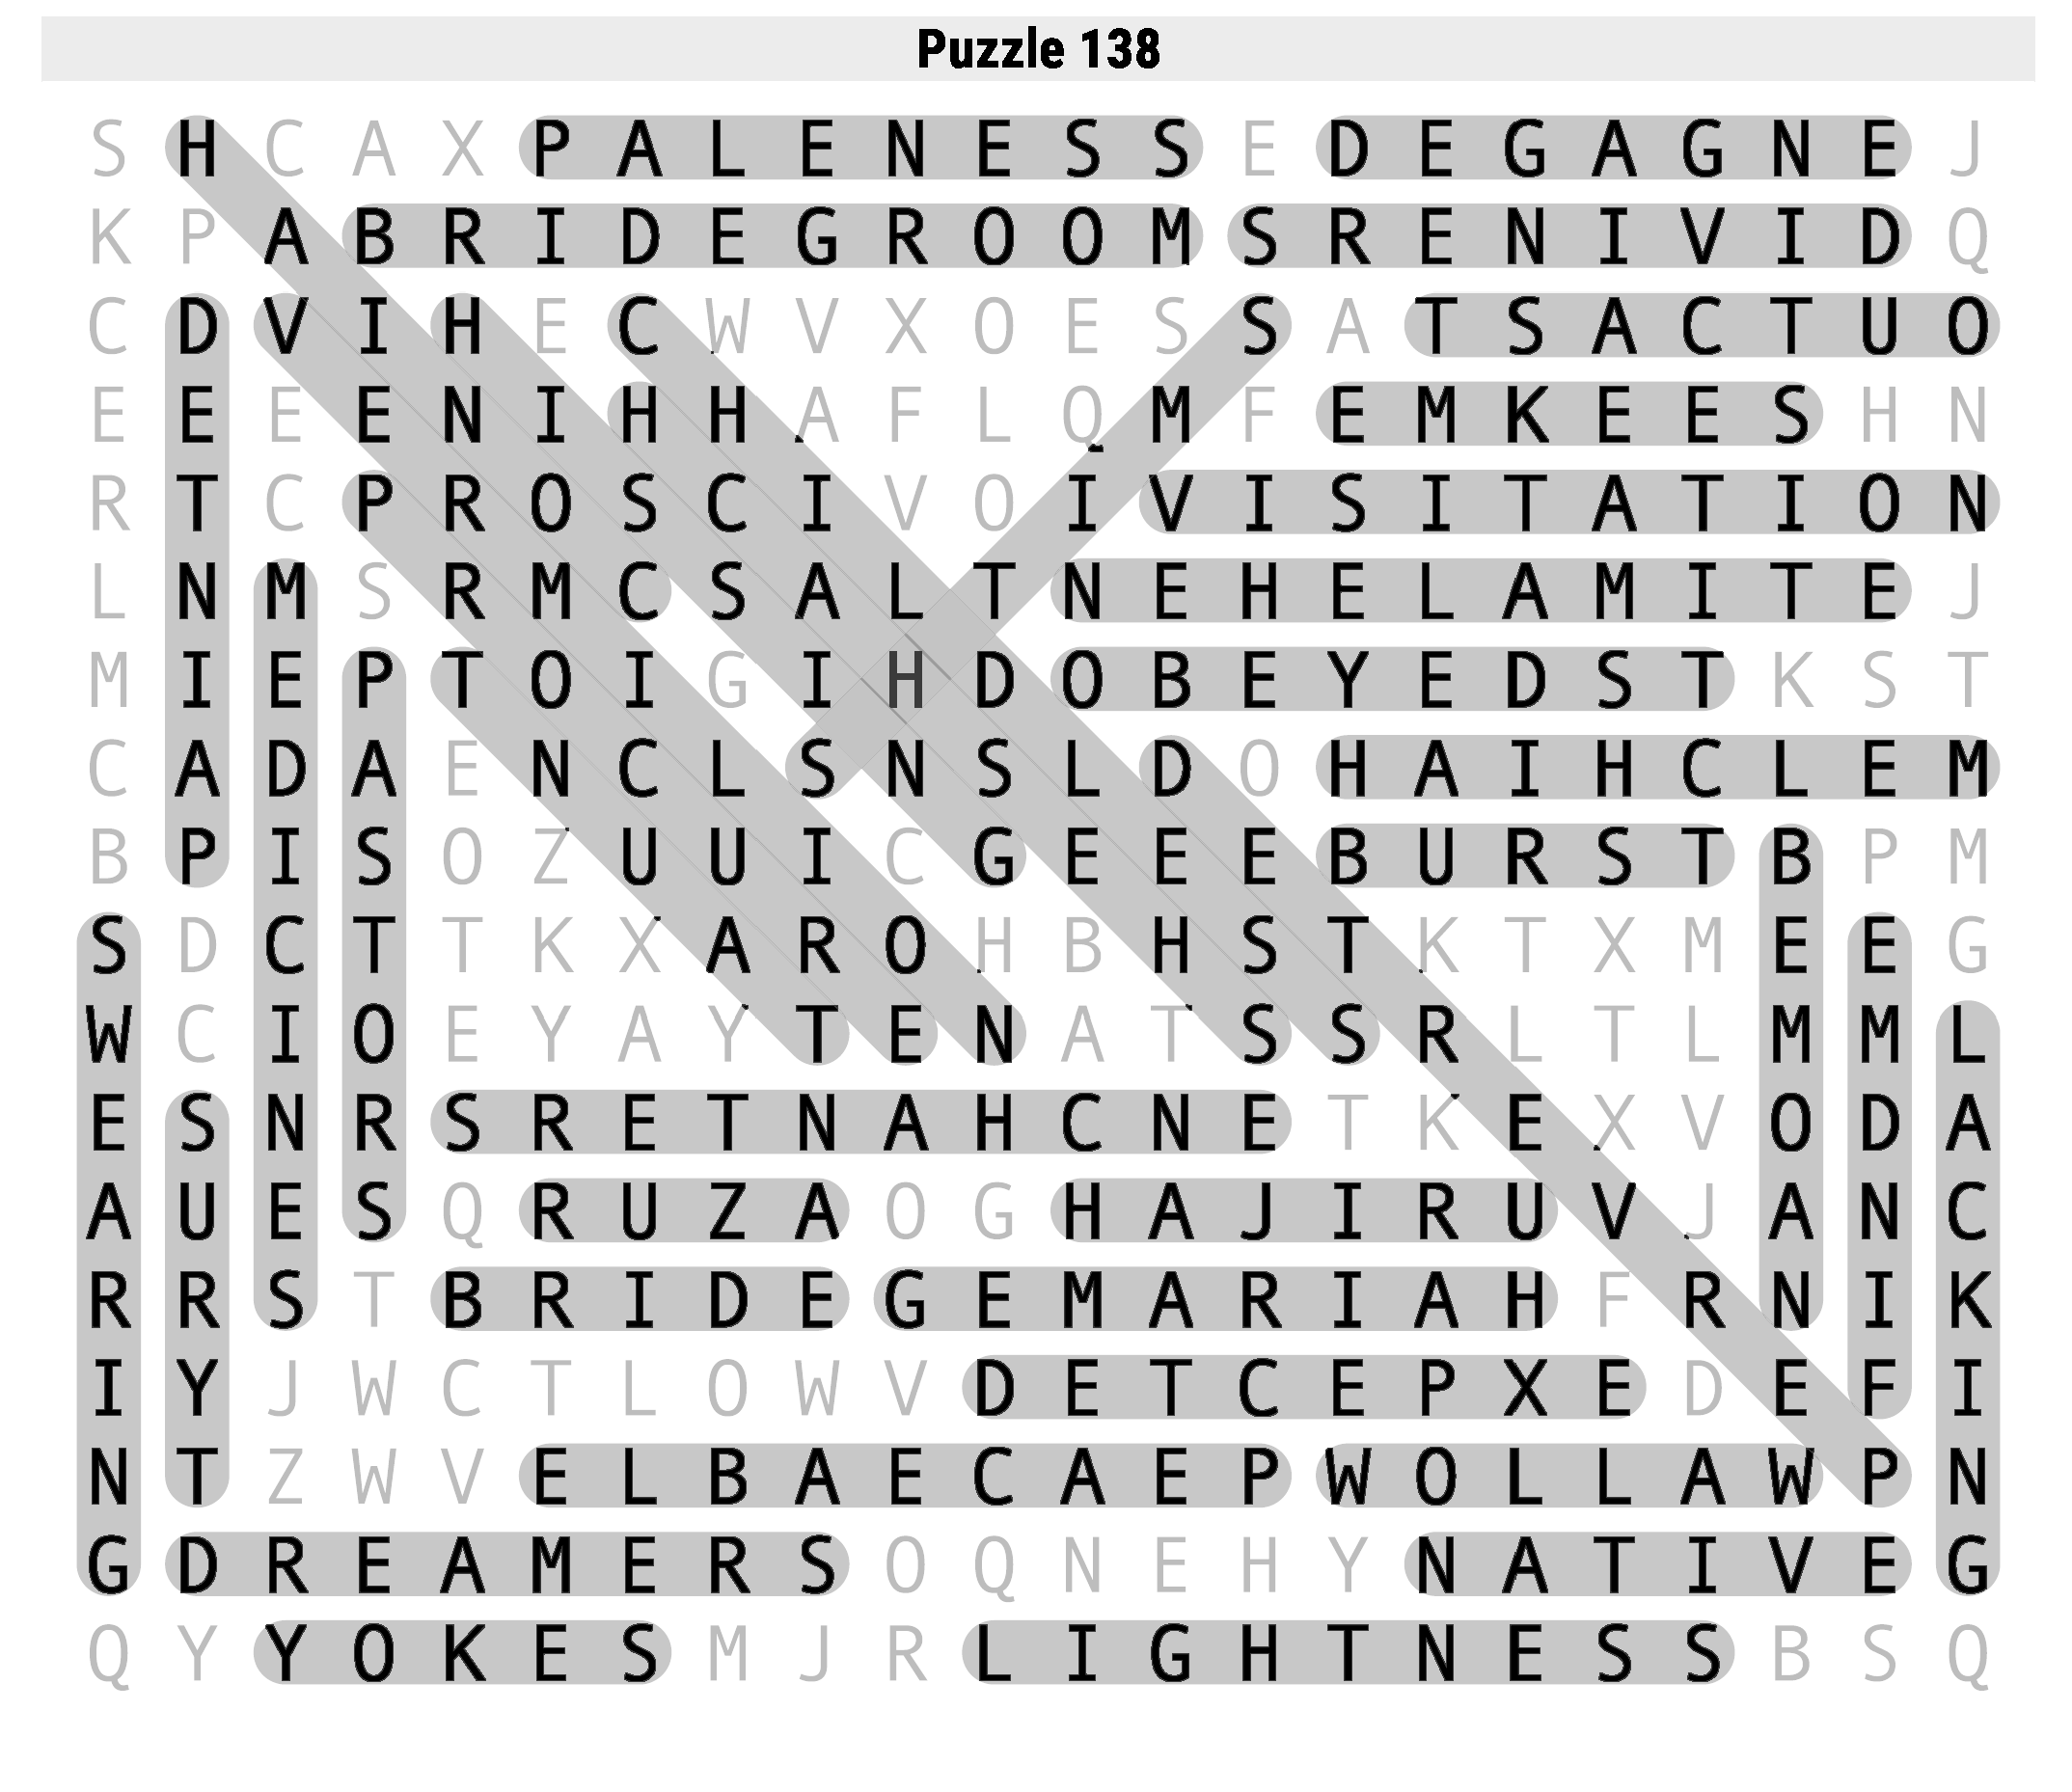 Puzzle 138
S H C A X P A L E N E S S E D E G A G N E J
K P A B R I D E G R O O M S R E N I V I D Q
C D V I H E C W V X O E S S A T S A C T U O
E E E E N I H H A F L Q M F E M K E E S H N
R T C P R O S C I V O I V I S I T A T I O N
L N M S R M C S A L T N E H E L A M I T E J
M I E P T O I G I H D O B E Y E D S T K S T
C A D A E N C L S N S L D O H A I H C L E M
B P I S O Z U U I C G E E E B U R S T B P M
S D C T T K X A R O H B H S T K T X M E E G
W C I O E Y A Y T E N A T S S R L T L M M L
E S N R S R E T N A H C N E T K E X V O D A
A U E S Q R U Z A O G H A J I R U V J A N C
R R S T B R I D E G E M A R I A H F R N I K
I Y J W C T L O W V D E T C E P X E D E F I
N T Z W V E L B A E C A E P W O L L A W P N
G D R E A M E R S O Q N E H Y N A T I V E G
Q Y Y O K E S M J R L I G H T N E S S B S Q